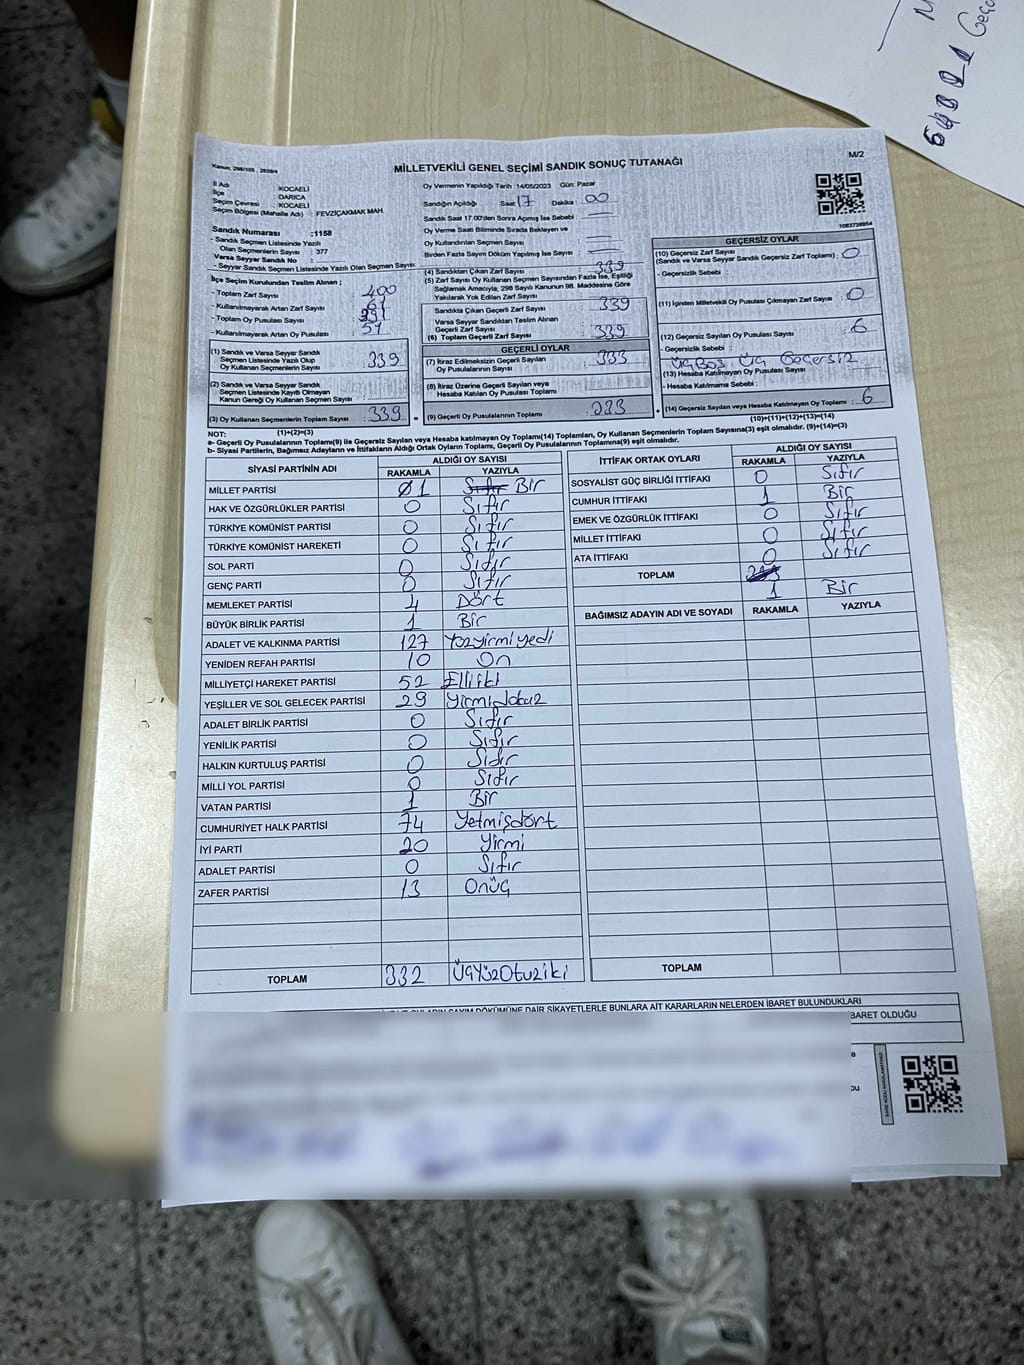 Kanun: 298/105 , 2839/4
MİLLETVEKİLİ GENEL SEÇİMİ SANDIK SONUÇ TUTANAĞI
M/2
İl Adı : KOCAELİ
İlçe : DARICA
Seçim Çevresi : KOCAELİ
Seçim Bölgesi (Mahalle Adı) : FEVZİÇAKMAK MAH.
Sandık Numarası :1158
- Sandık Seçmen Listesinde Yazılı
Olan Seçmenlerin Sayısı : 377
Varsa Seyyar Sandık No :
- Seyyar Sandık Seçmen Listesinde Yazılı Olan Seçmen Sayısı:
Oy Vermenin Yapıldığı Tarih :14/05/2023 Gün: Pazar
Sandığın Açıldığı Saat: 17 Dakika : 00
Sandık Saat 17:00'den Sonra Açmış İse Sebebi :
Oy Verme Saati Bitiminde Sırada Bekleyen ve
Oy Kullandırılan Seçmen Sayısı :
Birden Fazla Sayım Döküm Yapılmış İse Sayısı :
İlçe Seçim Kurulundan Teslim Alınan ;
- Toplam Zarf Sayısı : 400
- Kullanılmayarak Artan Zarf Sayısı : 61
- Toplam Oy Pusulası Sayısı :
- Kullanılmayarak Artan Oy Pusulası :
(1) Sandık ve Varsa Seyyar Sandık
Seçmen Listesinde Yazılı Olup
Oy Kullanan Seçmenlerin Sayısı : 339
(2) Sandık ve Varsa Seyyar Sandık
Seçmen Listesinde Kayıtlı Olmayan
Kanun Gereği Oy Kullanan Seçmen Sayısı :
(3) Oy Kullanan Seçmenlerin Toplam Sayısı : 339
(1)+(2)=(3)
(4) Sandıktan Çıkan Zarf Sayısı : 339
(5) Zarf Sayısı Oy Kullanan Seçmen Sayısından Fazla İse, Eşitliği
Sağlamak Amacıyla; 298 Sayılı Kanunun 98. Maddesine Göre
Yakılarak Yok Edilen Zarf Sayısı :
Sandıkta Çıkan Geçerli Zarf Sayısı : 339
Varsa Seyyar Sandıktan Teslim Alınan
Geçerli Zarf Sayısı :
(6) Toplam Geçerli Zarf Sayısı : 339
GEÇERLİ OYLAR
(7) İtiraz Edilmeksizin Geçerli Sayılan
Oy Pusulalarının Sayısı : 333
(8) İtiraz Üzerine Geçerli Sayılan veya
Hesaba Katılan Oy Pusulası Toplamı :
(9) Geçerli Oy Pusulalarının Toplamı : 333
1083738954
GEÇERSİZ OYLAR
(10) Geçersiz Zarf Sayısı
(Sandık ve Varsa Seyyar Sandık Geçersiz Zarf Toplamı) : 0
- Geçersizlik Sebebi :
(11) İçinden Milletvekili Oy Pusulası Çıkmayan Zarf Sayısı : 0
(12) Geçersiz Sayılan Oy Pusulası Sayısı : 6
- Geçersizlik Sebebi :
Üç Boş Üç Geçersiz
(13) Hesaba Katılmayan Oy Pusulası Sayısı :
- Hesaba Katılmama Sebebi :
(14) Geçersiz Sayılan veya Hesaba Katılmayan Oy Toplamı : 6
(10)+(11)+(12)+(13)=(14)
NOT:
a- Geçerli Oy Pusulalarının Toplamı(9) ile Geçersiz Sayılan veya Hesaba katılmayan Oy Toplamı(14) Toplamları, Oy Kullanan Seçmenlerin Toplam Sayısına(3) eşit olmalıdır. (9)+(14)=(3)
b- Siyasi Partilerin, Bağımsız Adayların ve İttifakların Aldığı Ortak Oyların Toplamı, Geçerli Oy Pusulalarının Toplamına(9) eşit olmalıdır.
SİYASİ PARTİNİN ADI ALDIĞI OY SAYISI
RAKAMLA YAZIYLA
MİLLET PARTİSİ 01 Sıfır Bir
HAK VE ÖZGÜRLÜKLER PARTİSİ 0 Sıfır
TÜRKİYE KOMÜNİST PARTİSİ 0 Sıfır
TÜRKİYE KOMÜNİST HAREKETİ 0 Sıfır
SOL PARTİ 0 Sıfır
GENÇ PARTİ 0 Sıfır
MEMLEKET PARTİSİ 4 Dört
BÜYÜK BİRLİK PARTİSİ 1 Bir
ADALET VE KALKINMA PARTİSİ 127 Yüzyirmiyedi
YENİDEN REFAH PARTİSİ 10 On
MİLLİYETÇİ HAREKET PARTİSİ 52 Elliiki
YEŞİLLER VE SOL GELECEK PARTİSİ 29 Yirmidokuz
ADALET BİRLİK PARTİSİ 0 Sıfır
YENİLİK PARTİSİ 0 Sıfır
HALKIN KURTULUŞ PARTİSİ 0 Sıfır
MİLLİ YOL PARTİSİ 0 Sıfır
VATAN PARTİSİ 1 Bir
CUMHURİYET HALK PARTİSİ 74 Yetmişdört
İYİ PARTİ 20 Yirmi
ADALET PARTİSİ 0 Sıfır
ZAFER PARTİSİ 13 Onüç
TOPLAM 332 ÜçYüzOtuziki
İTTİFAK ORTAK OYLARI ALDIĞI OY SAYISI
RAKAMLA YAZIYLA
SOSYALİST GÜÇ BİRLİĞİ İTTİFAKI 0 Sıfır
CUMHUR İTTİFAKI 1 Bir
EMEK VE ÖZGÜRLÜK İTTİFAKI 0 Sıfır
MİLLET İTTİFAKI 0 Sıfır
ATA İTTİFAKI 0 Sıfır
TOPLAM 1 Bir
BAĞIMSIZ ADAYIN ADI VE SOYADI RAKAMLA YAZIYLA
TOPLAM
SAYIM DÖKÜMÜNE DAİR ŞİKAYETLERLE BUNLARA AİT KARARLARIN NELERDEN İBARET BULUNDUKLARI
İBARET OLDUĞU